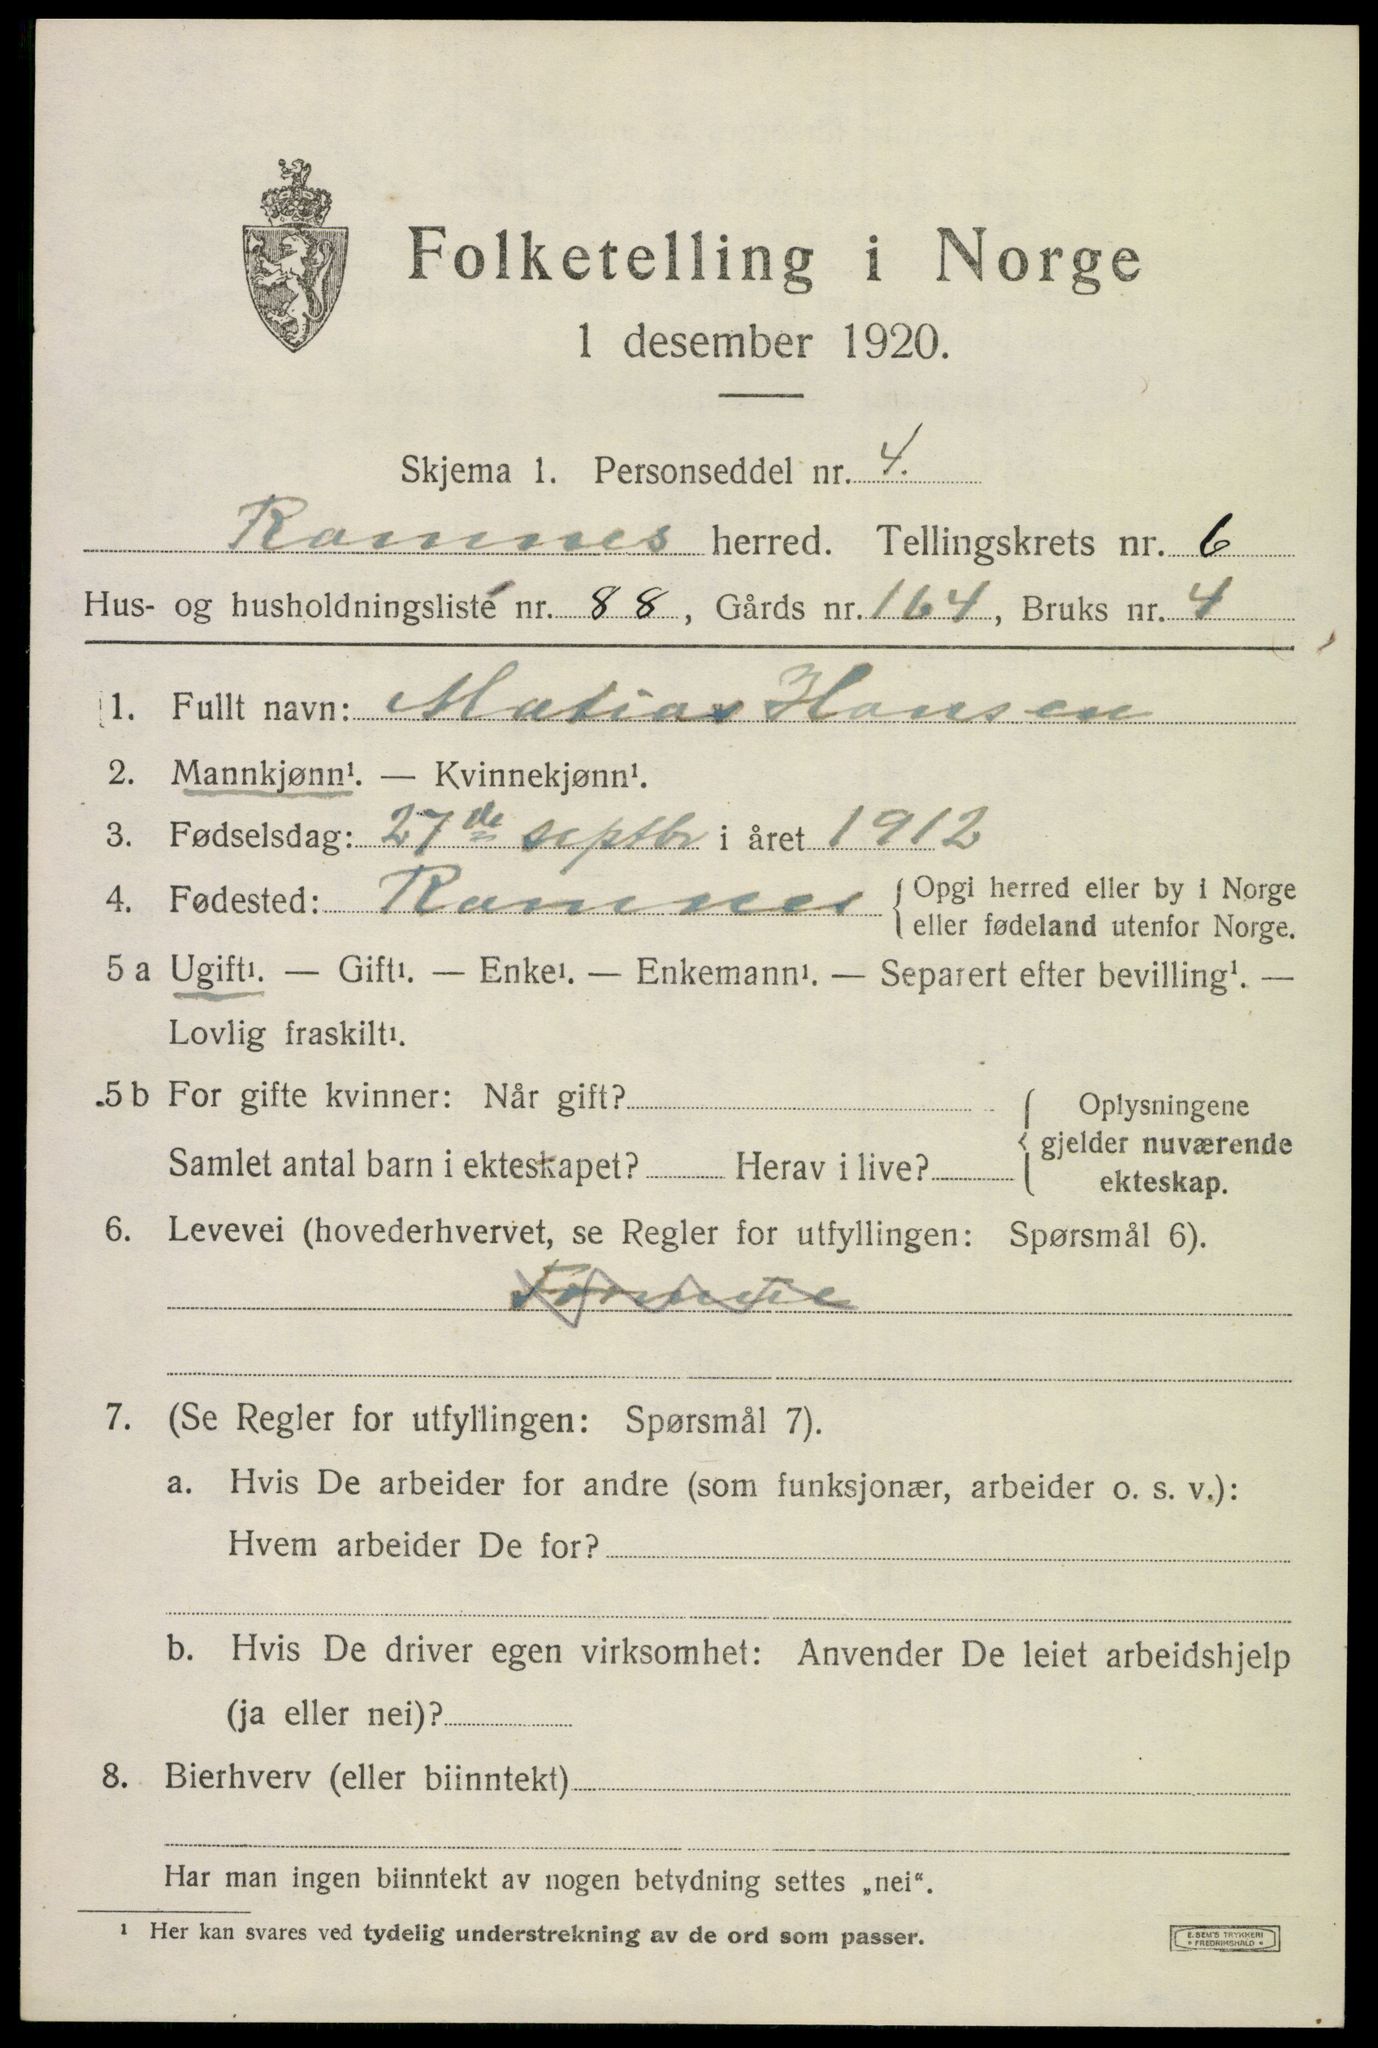 Folketelling i Norge
1 desember 1920.
Skjema 1. Personseddel nr. 4.
Ramnes herred. Tellingskrets nr. 6
Hus- og husholdningsliste nr. 88, Gårds nr. 164, Bruks nr. 4
1. Fullt navn: Matias Hansen
2. Mannkjønn¹. — Kvinnekjønn¹.
3. Fødselsdag: 27de septbr i året 1912
4. Fødested: Ramnes { Opgi herred eller by i Norge
eller fødeland utenfor Norge.
5 a Ugift¹. — Gift¹. — Enke¹. — Enkemann¹. — Separert efter bevilling¹. —
Lovlig fraskilt¹.
5 b For gifte kvinner: Når gift?
Samlet antal barn i ekteskapet? Herav i live?
{ Oplysningene
gjelder nuværende
ekteskap.
6. Levevei (hovederhvervet, se Regler for utfyllingen: Spørsmål 6).
7. (Se Regler for utfyllingen: Spørsmål 7).
a. Hvis De arbeider for andre (som funksjonær, arbeider o. s. v.):
Hvem arbeider De for?
b. Hvis De driver egen virksomhet: Anvender De leiet arbeidshjelp
(ja eller nei)?
8. Bierhverv (eller biinntekt)
Har man ingen biinntekt av nogen betydning settes „nei“.
¹ Her kan svares ved tydelig understrekning av de ord som passer.
E. SEM'S TRYKKERI
• FREDRIKSHALD •